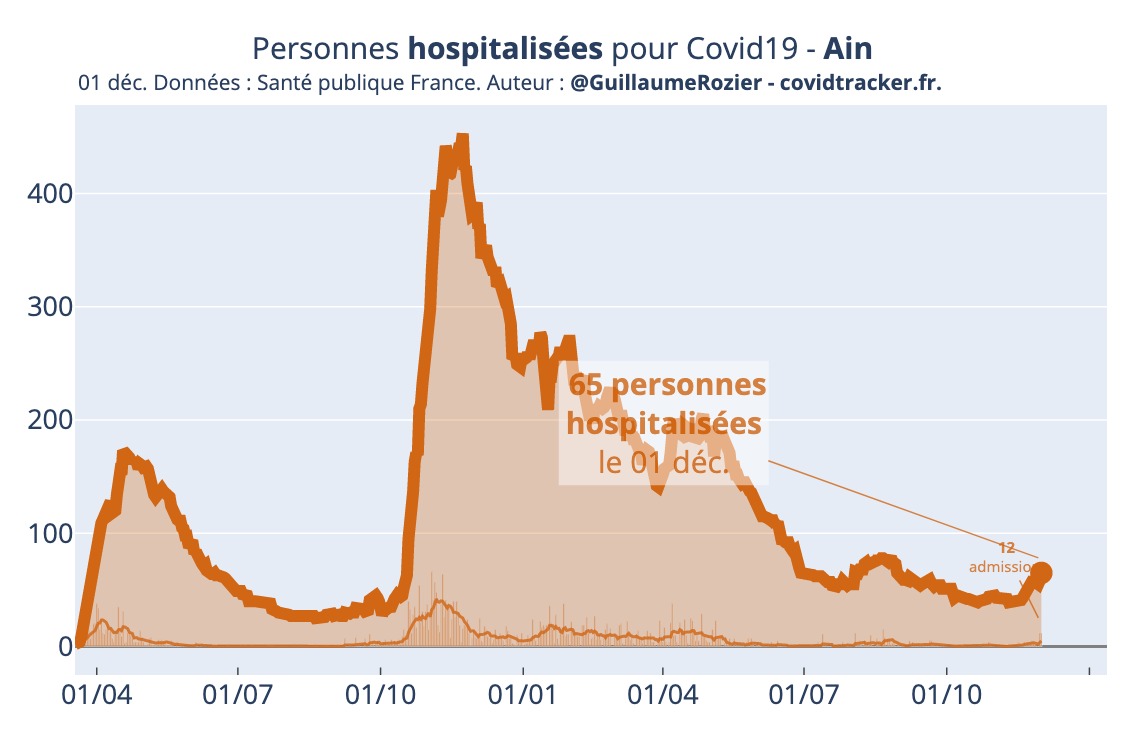 Personnes hospitalisées pour Covid19 - Ain
01 déc. Données : Santé publique France. Auteur : @GuillaumeRozier - covidtracker.fr.
400
300
200
100
0
65 personnes
hospitalisées
le 01 déc.
12
admissio
01/04
01/07
01/10
01/01
01/04
01/07
01/10